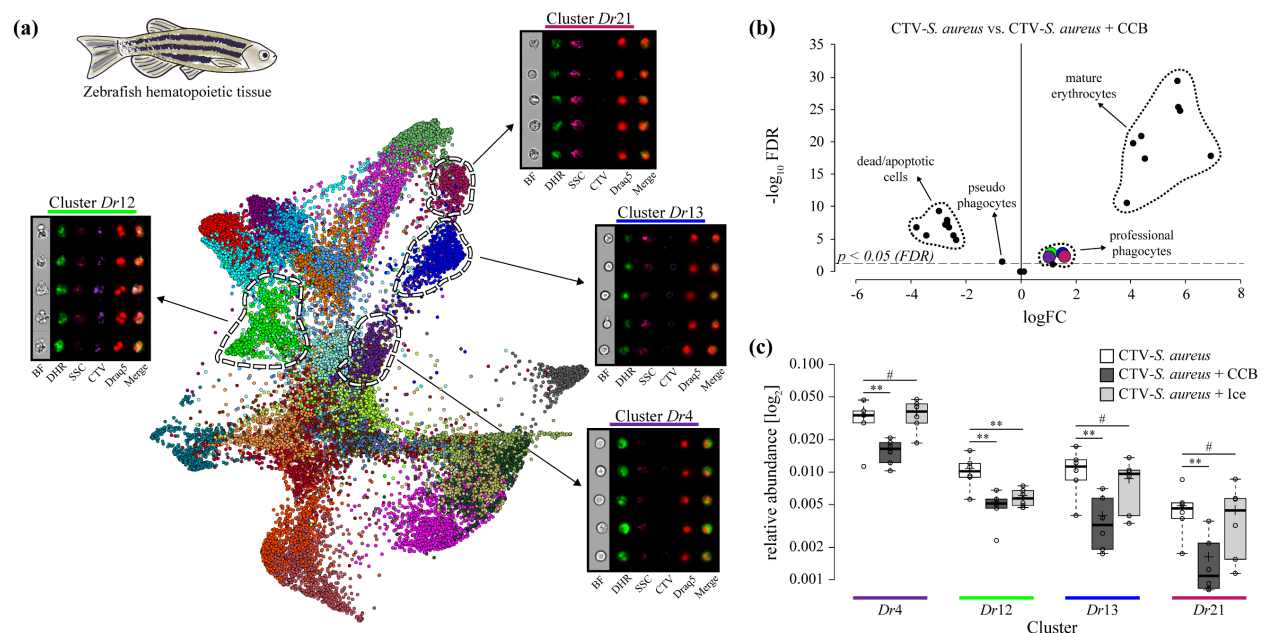 (a)
Zebrafish hematopoietic tissue
Cluster Dr21
BF DHR SSC CTV Draq5 Merge
Cluster Dr12
BF DHR SSC CTV Draq5 Merge
Cluster Dr13
BF DHR SSC CTV Draq5 Merge
Cluster Dr4
BF DHR SSC CTV Draq5 Merge
(b)
CTV-S. aureus vs. CTV-S. aureus + CCB
-log10 FDR
35
30
25
20
15
10
5
0
mature
erythrocytes
dead/apoptotic
cells
pseudo
phagocytes
professional
phagocytes
p < 0.05 (FDR)
-6 -4 -2 0 2 4 6 8
logFC
(c)
CTV-S. aureus
CTV-S. aureus + CCB
CTV-S. aureus + Ice
relative abundance [log2]
0.100
0.050
0.020
0.010
0.005
0.002
0.001
#
**
**
**
#
**
#
**
Dr4 Dr12 Dr13 Dr21
Cluster